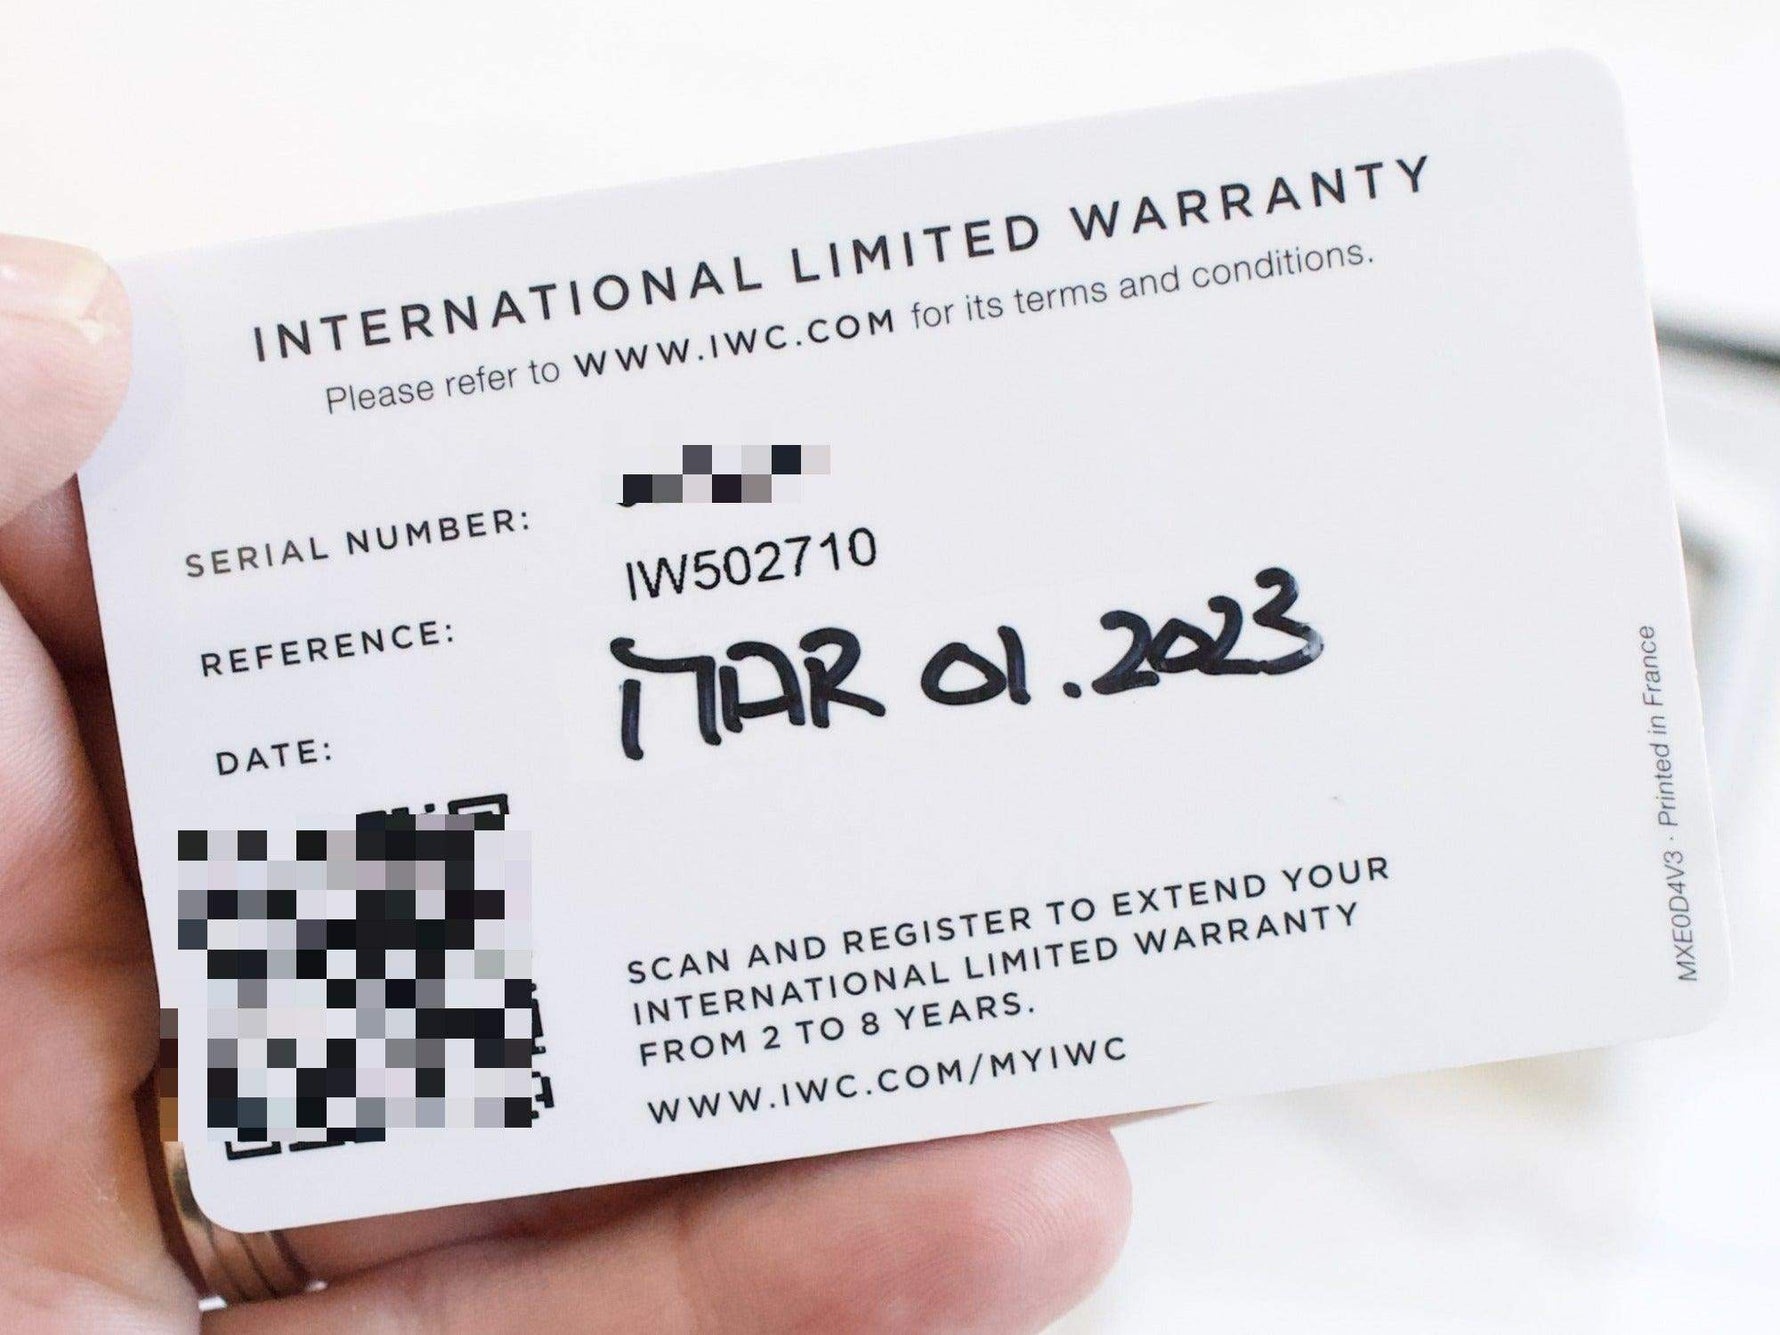 INTERNATIONAL LIMITED WARRANTY
Please refer to WWW.IWC.COM for its terms and conditions.
SERIAL NUMBER:
REFERENCE: IW502710
DATE: MAR 01.2023
SCAN AND REGISTER TO EXTEND YOUR
INTERNATIONAL LIMITED WARRANTY
FROM 2 TO 8 YEARS.
WWW.IWC.COM/MYIWC
MXE0D4V3 · Printed in France